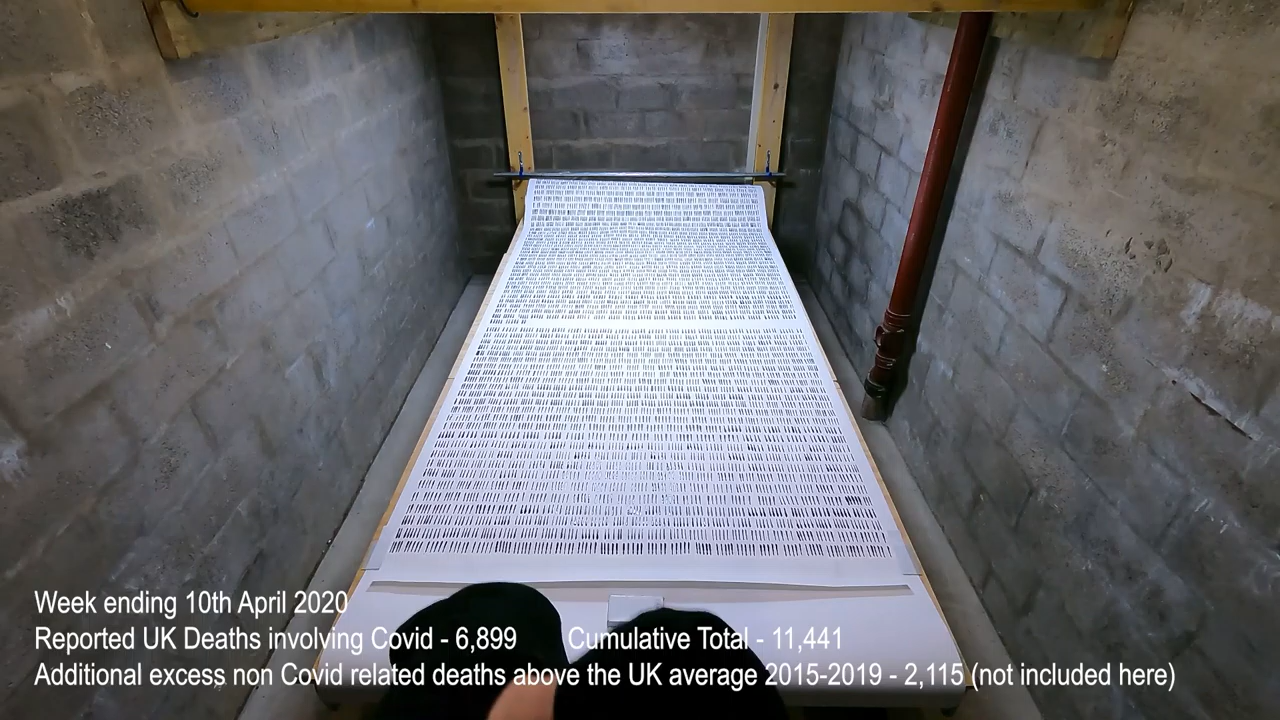 Week ending 10th April 2020
Reported UK Deaths involving Covid - 6,899 Cumulative Total - 11,441
Additional excess non Covid related deaths above the UK average 2015-2019 - 2,115 (not included here)